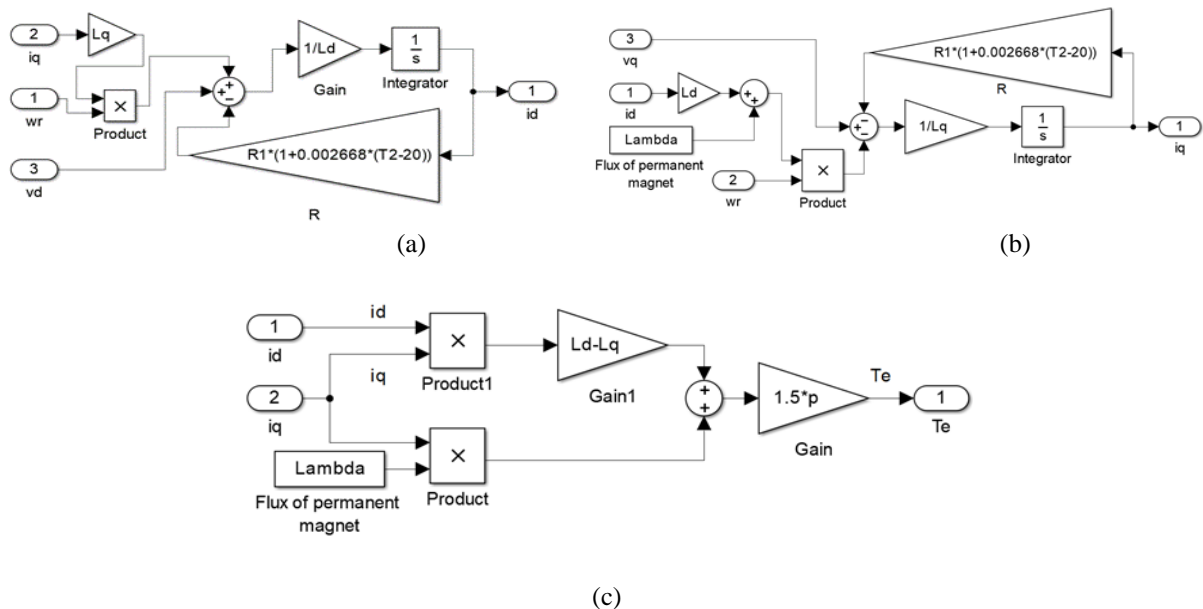 2
iq
Lq
1
wr
×
Product
3
vd
+
+
−
1/Ld
Gain
1
s
Integrator
1
id
R1*(1+0.002668*(T2-20))
R
(a)
3
vq
1
id
Ld
+
+
Lambda
Flux of permanent
magnet
2
wr
×
Product
R1*(1+0.002668*(T2-20))
R
−
+
−
1/Lq
1
s
Integrator
1
iq
(b)
1
id
id
2
iq
iq
×
Product1
Lambda
Flux of permanent
magnet
×
Product
Ld-Lq
Gain1
+
+
1.5*p
Gain
Te
1
Te
(c)